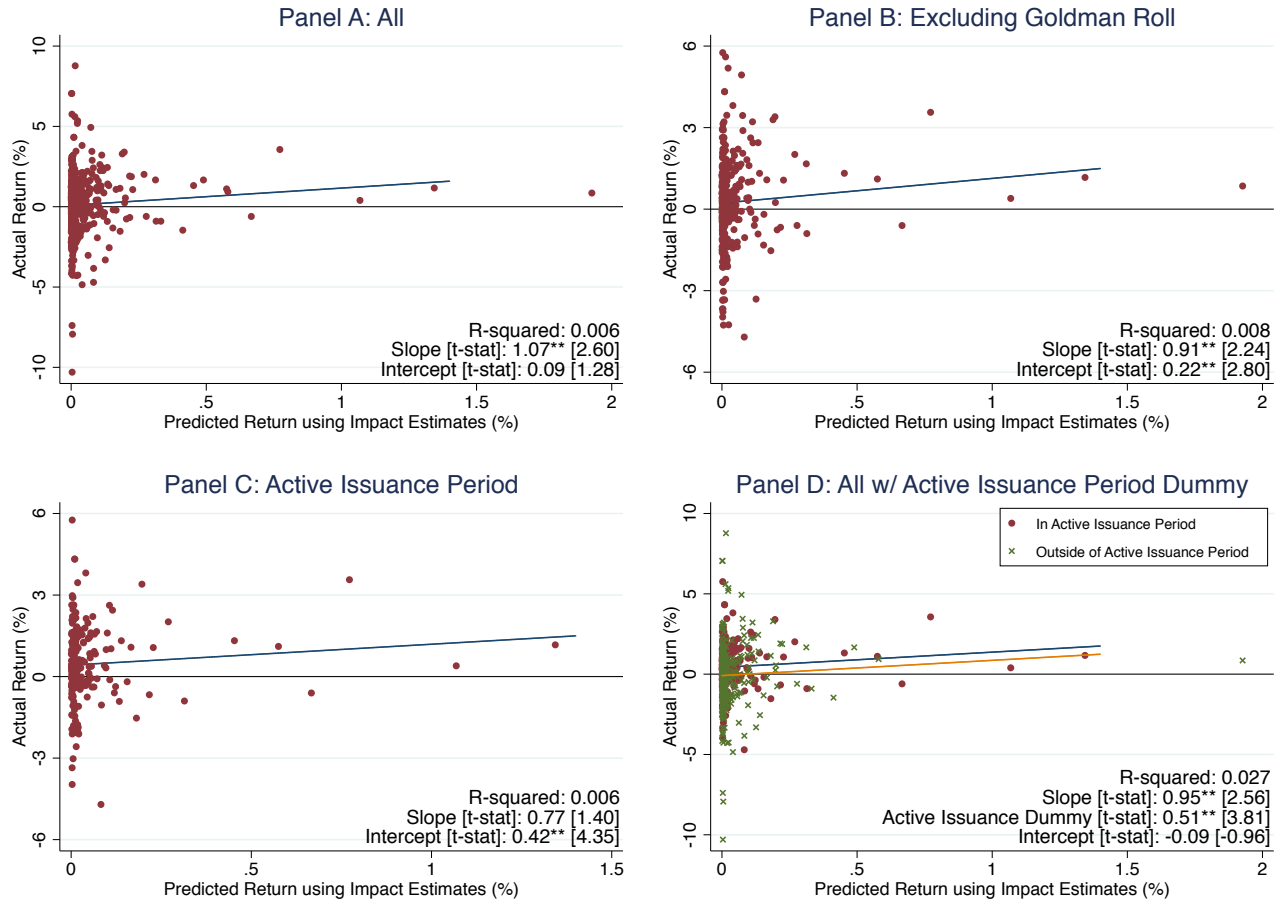 Panel A: All
10
5
0
-5
-10
Actual Return (%)
R-squared: 0.006
Slope [t-stat]: 1.07** [2.60]
Intercept [t-stat]: 0.09 [1.28]
0 .5 1 1.5 2
Predicted Return using Impact Estimates (%)
Panel B: Excluding Goldman Roll
6
3
0
-3
-6
Actual Return (%)
R-squared: 0.008
Slope [t-stat]: 0.91** [2.24]
Intercept [t-stat]: 0.22** [2.80]
0 .5 1 1.5 2
Predicted Return using Impact Estimates (%)
Panel C: Active Issuance Period
6
3
0
-3
-6
Actual Return (%)
R-squared: 0.006
Slope [t-stat]: 0.77 [1.40]
Intercept [t-stat]: 0.42** [4.35]
0 .5 1 1.5
Predicted Return using Impact Estimates (%)
Panel D: All w/ Active Issuance Period Dummy
In Active Issuance Period
Outside of Active Issuance Period
10
5
0
-5
-10
Actual Return (%)
R-squared: 0.027
Slope [t-stat]: 0.95** [2.56]
Active Issuance Dummy [t-stat]: 0.51** [3.81]
Intercept [t-stat]: -0.09 [-0.96]
0 .5 1 1.5 2
Predicted Return using Impact Estimates (%)